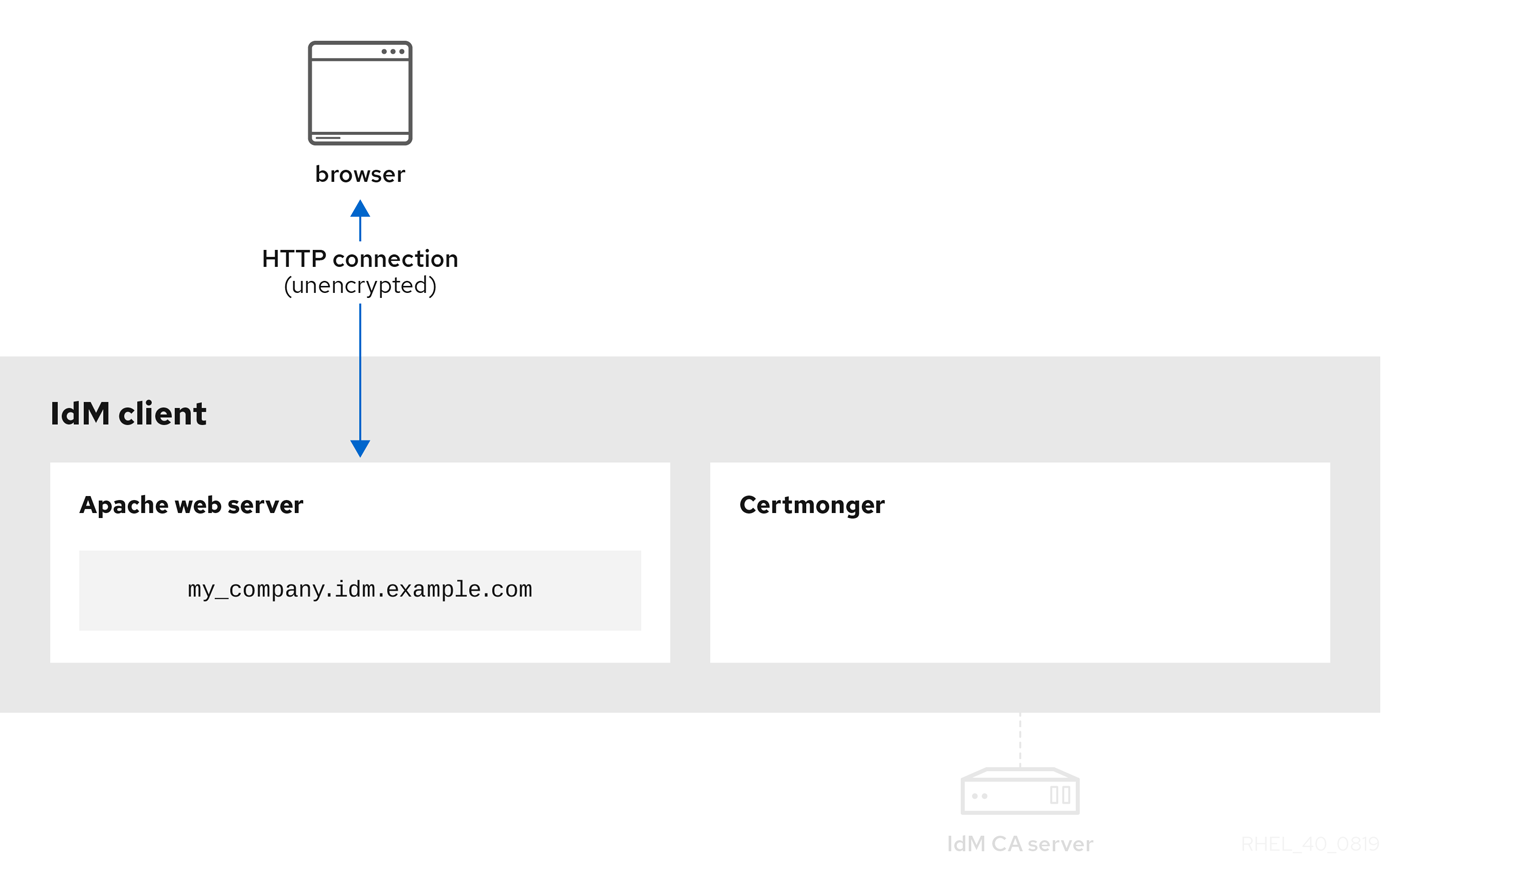 browser
HTTP connection
(unencrypted)
IdM client
Apache web server
my_company.idm.example.com
Certmonger
IdM CA server
RHEL_40_0819